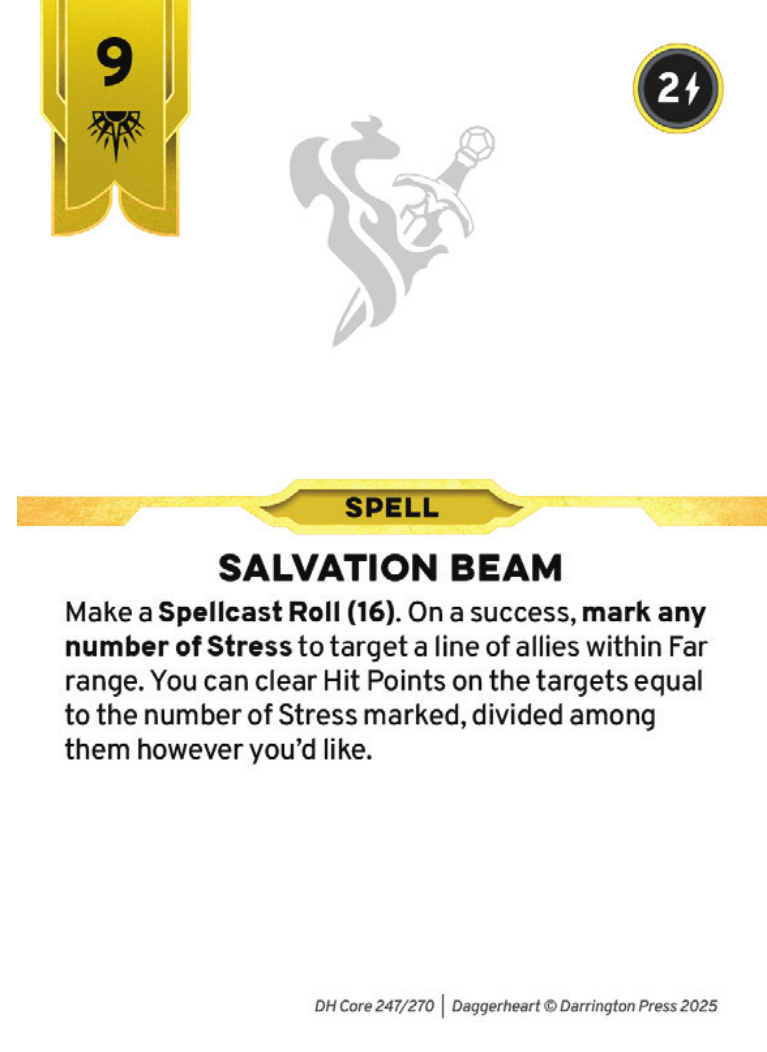 9
2
SPELL
SALVATION BEAM
Make a Spellcast Roll (16). On a success, mark any
number of Stress to target a line of allies within Far
range. You can clear Hit Points on the targets equal
to the number of Stress marked, divided among
them however you’d like.
DH Core 247/270 | Daggerheart © Darrington Press 2025